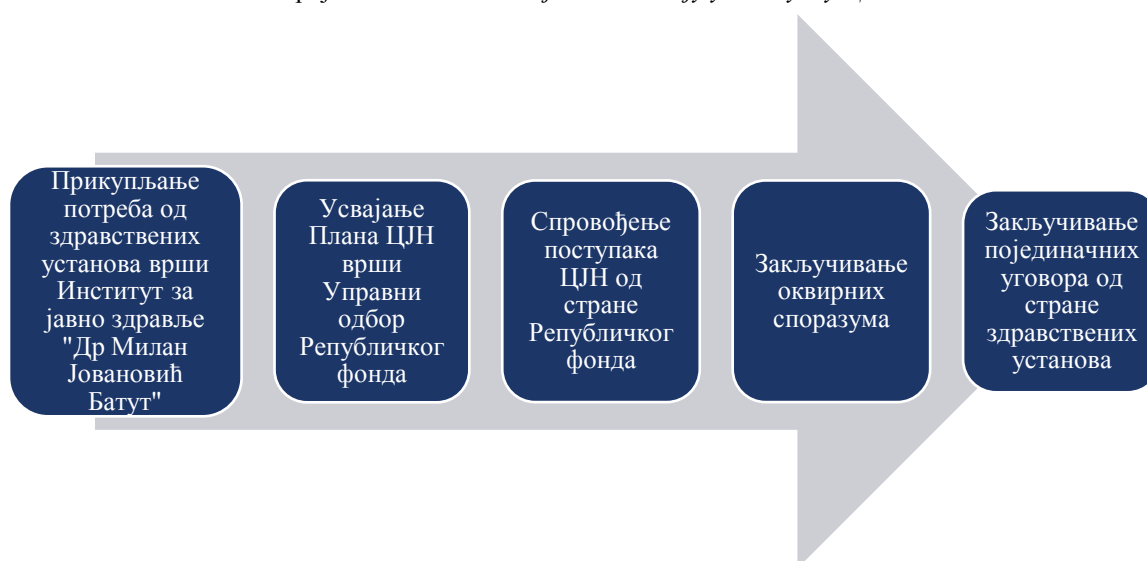 Прикупљање
потреба од
здравствених
установа врши
Институт за
јавно здравље
"Др Милан
Јовановић
Батут"
Усвајање
Плана ЦЈН
врши
Управни
одбор
Републичког
фонда
Спровођење
поступака
ЦЈН од
стране
Републичког
фонда
Закључивање
оквирних
споразума
Закључивање
појединачних
уговора од
стране
здравствених
установа